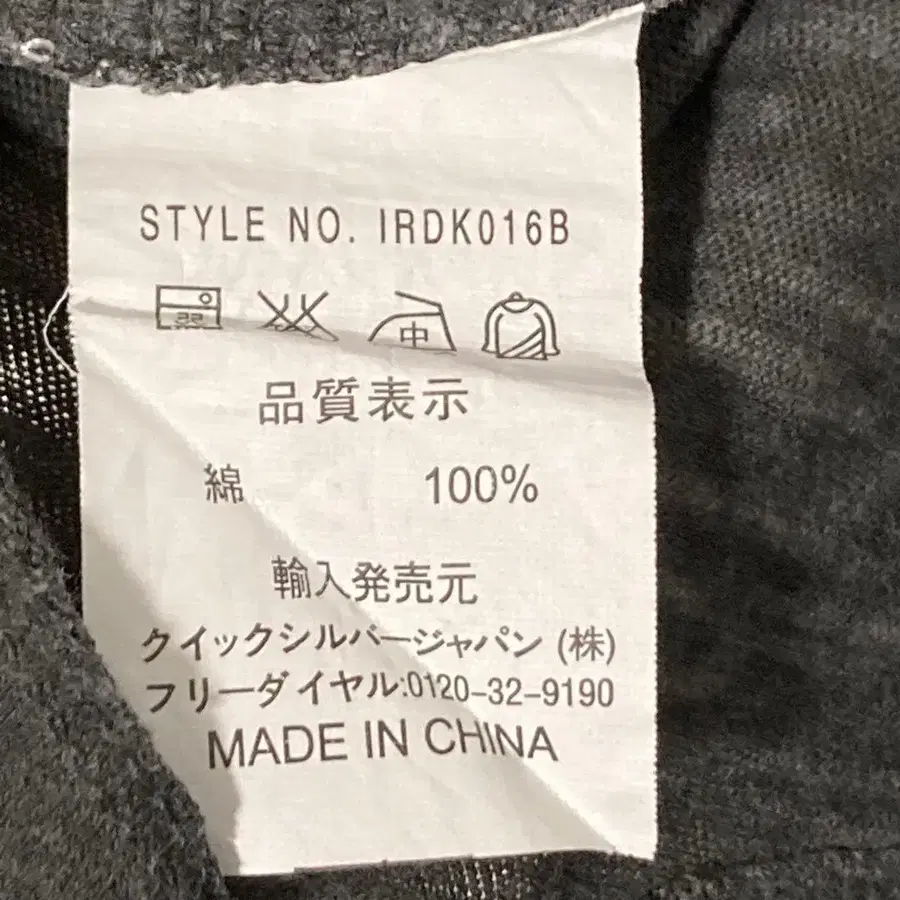 STYLE NO. IRDK016B
弱 中
品質表示
綿 100%
輸入発売元
クイックシルバージャパン (株)
フリーダイヤル:0120-32-9190
MADE IN CHINA